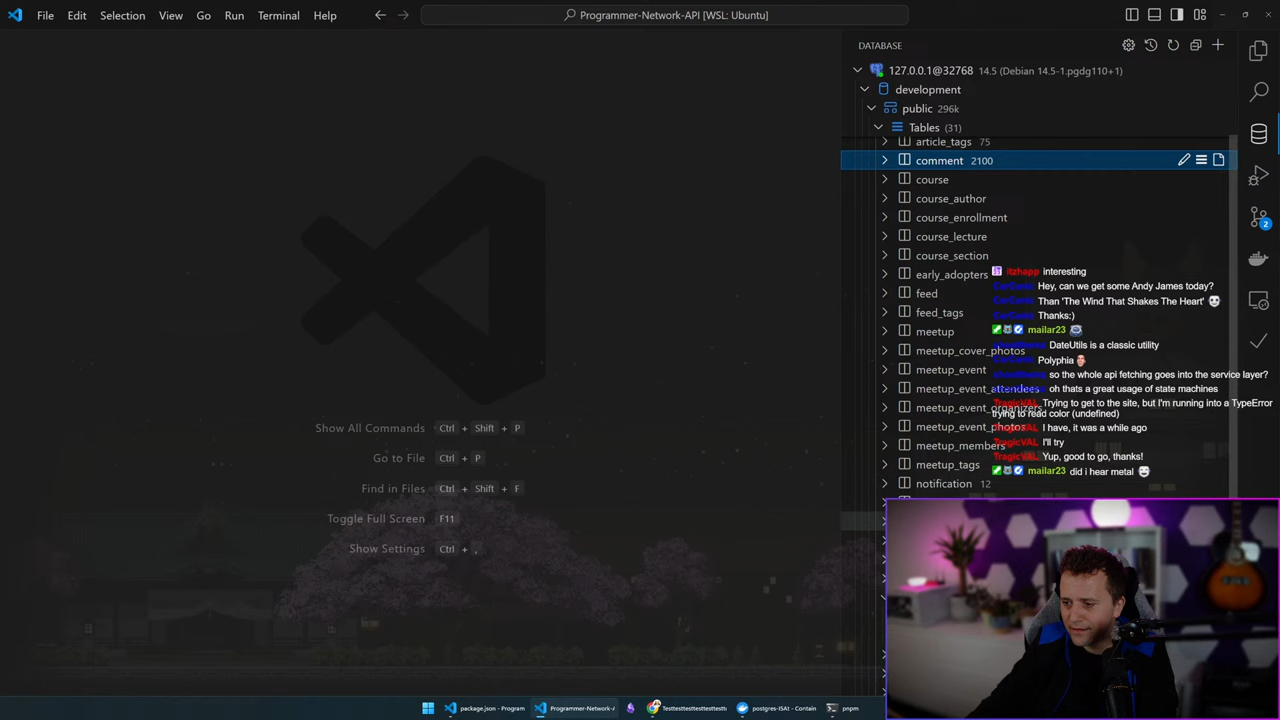 File Edit Selection View Go Run Terminal Help
Programmer-Network-API [WSL: Ubuntu]
DATABASE
127.0.0.1@32768 14.5 (Debian 14.5-1.pgdg110+1)
development
public 296k
Tables (31)
article_tags 75
comment 2100
course
course_author
course_enrollment
course_lecture
course_section
early_adopters
feed
feed_tags
meetup
meetup_cover_photos
meetup_event
meetup_event_attendees
meetup_event_organizers
meetup_event_photos
meetup_members
meetup_tags
notification 12
2
itzhapp interesting
Hey, can we get some Andy James today?
Than 'The Wind That Shakes The Heart'
Thanks:)
mailar23
DateUtils is a classic utility
Polyphia
so the whole api fetching goes into the service layer?
oh thats a great usage of state machines
TragicVAL Trying to get to the site, but I'm running into a TypeError
trying to read color (undefined)
TragicVAL I have, it was a while ago
TragicVAL I'll try
TragicVAL Yup, good to go, thanks!
mailar23 did i hear metal
Show All Commands Ctrl + Shift + P
Go to File Ctrl + P
Find in Files Ctrl + Shift + F
Toggle Full Screen F11
Show Settings Ctrl + ,
package.json - Program
Programmer-Network-A
Testtesttesttesttesttestt
postgres-ISAt - Contain
pnpm